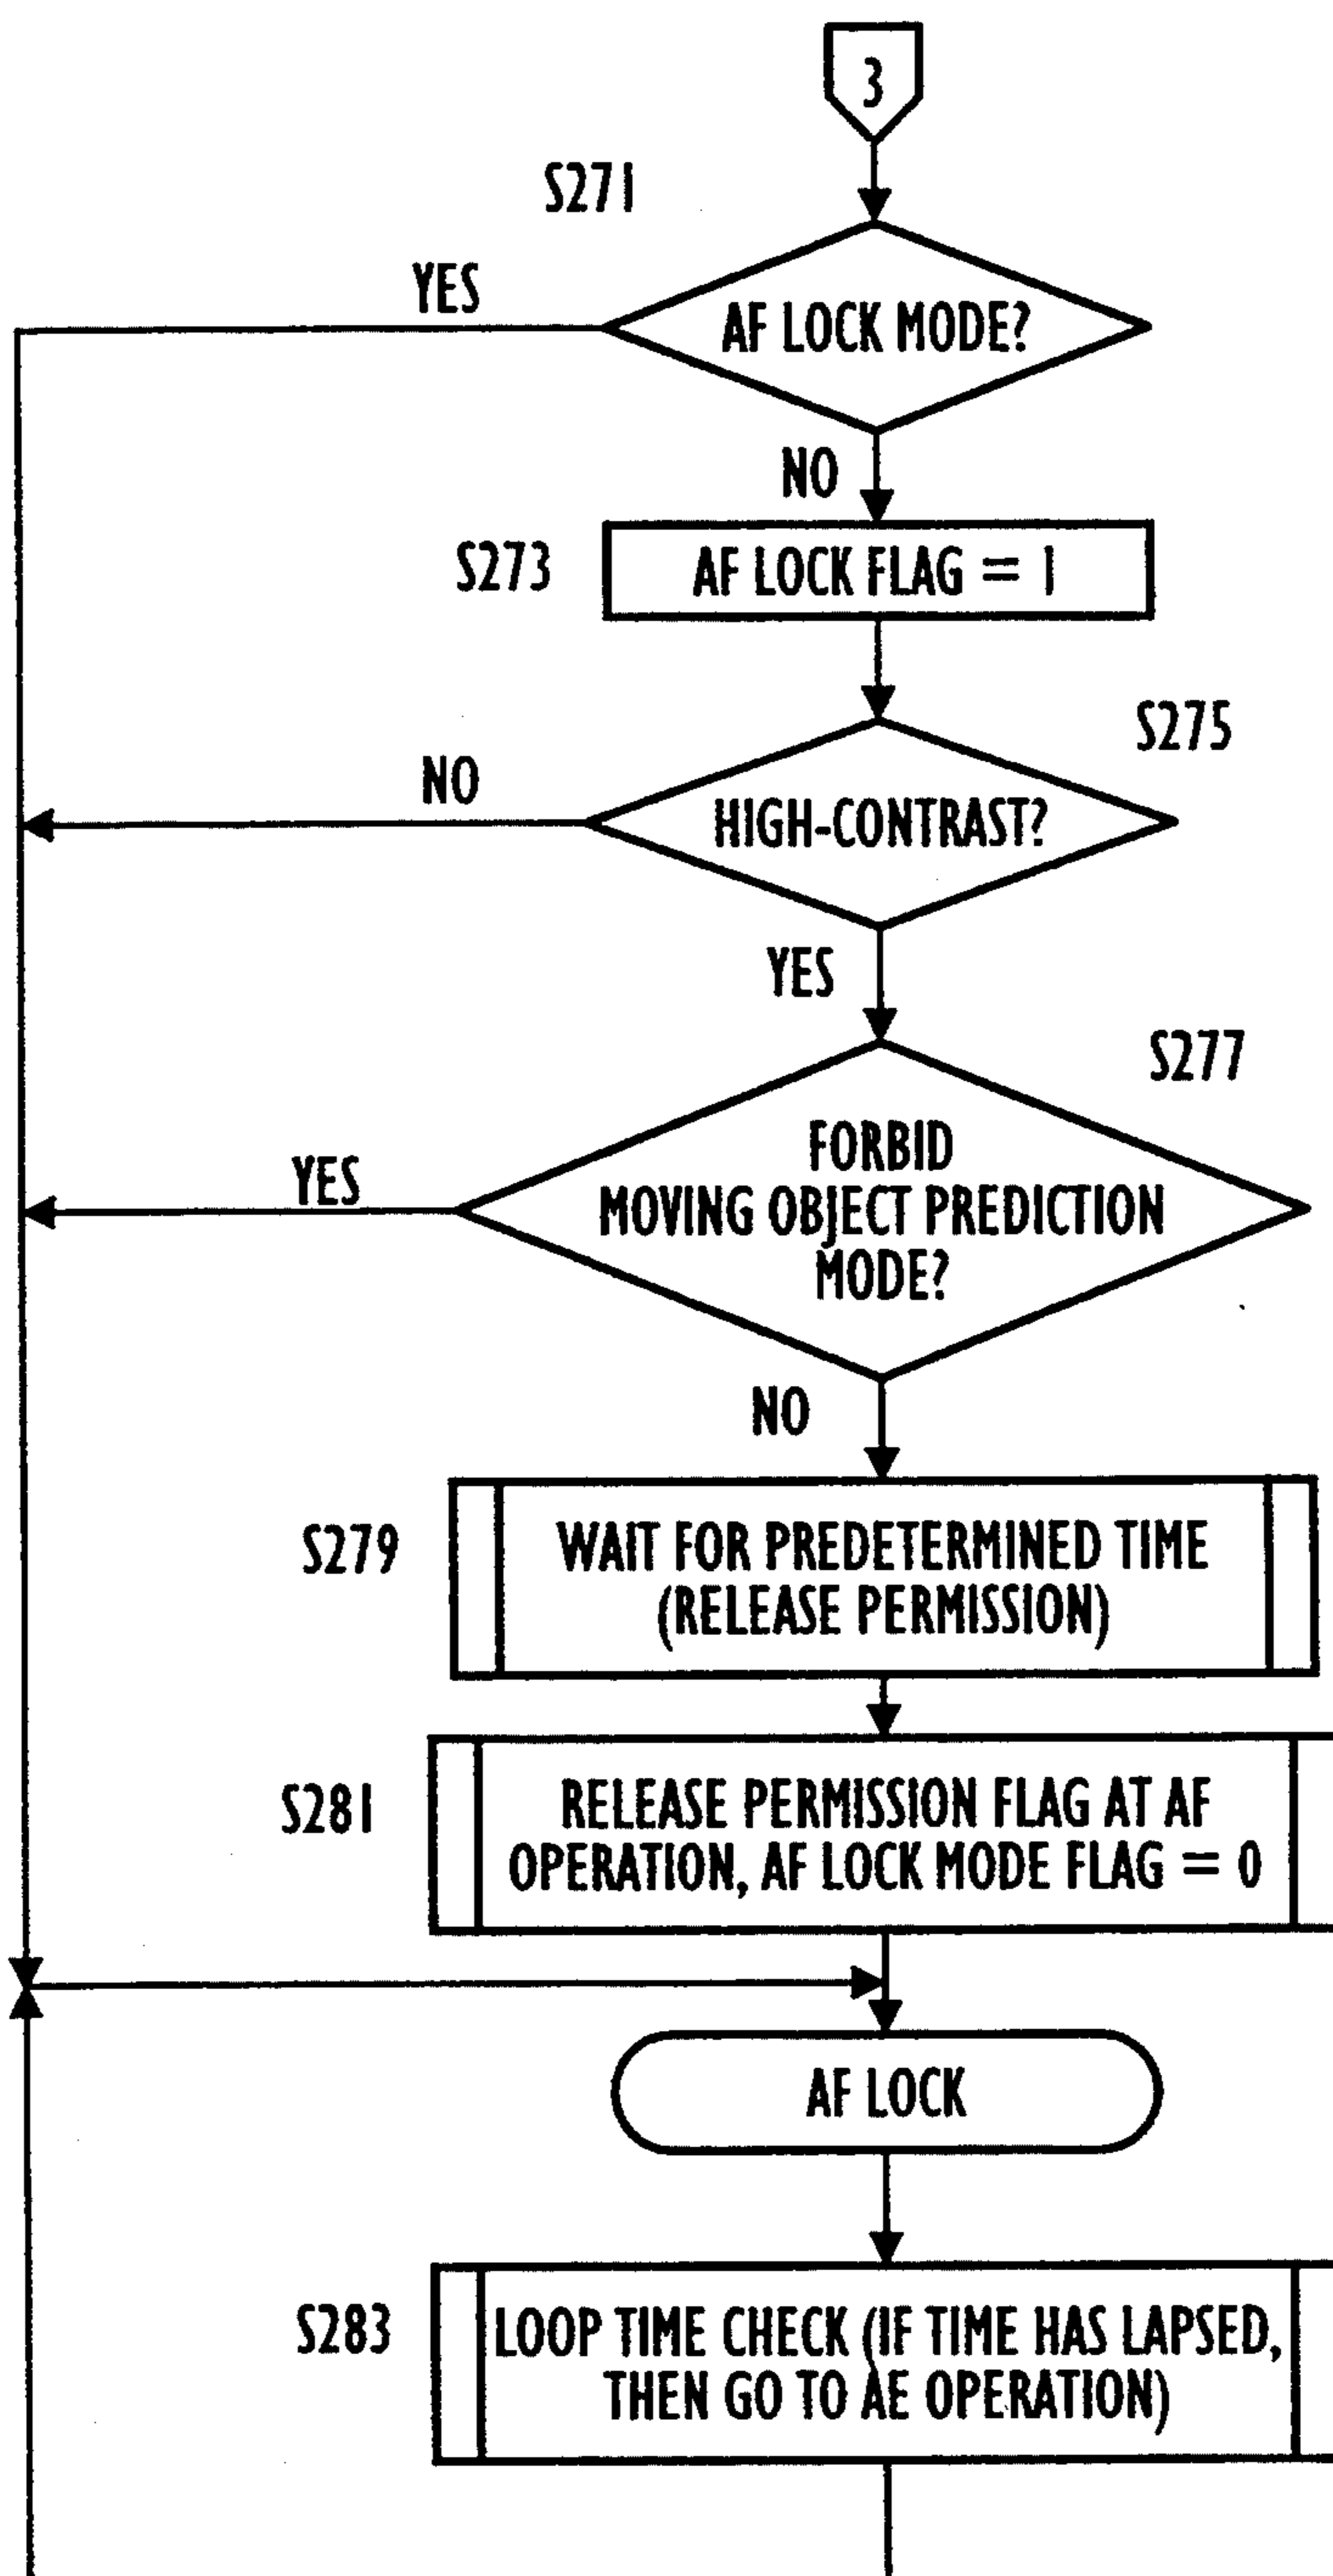 3
S271
YES
AF LOCK MODE?
NO
S273
AF LOCK FLAG = 1
S275
NO
HIGH-CONTRAST?
YES
S277
FORBID
YES
MOVING OBJECT PREDICTION
MODE?
NO
S279
WAIT FOR PREDETERMINED TIME
(RELEASE PERMISSION)
S281
RELEASE PERMISSION FLAG AT AF
OPERATION, AF LOCK MODE FLAG = 0
AF LOCK
S283
LOOP TIME CHECK (IF TIME HAS LAPSED,
THEN GO TO AE OPERATION)